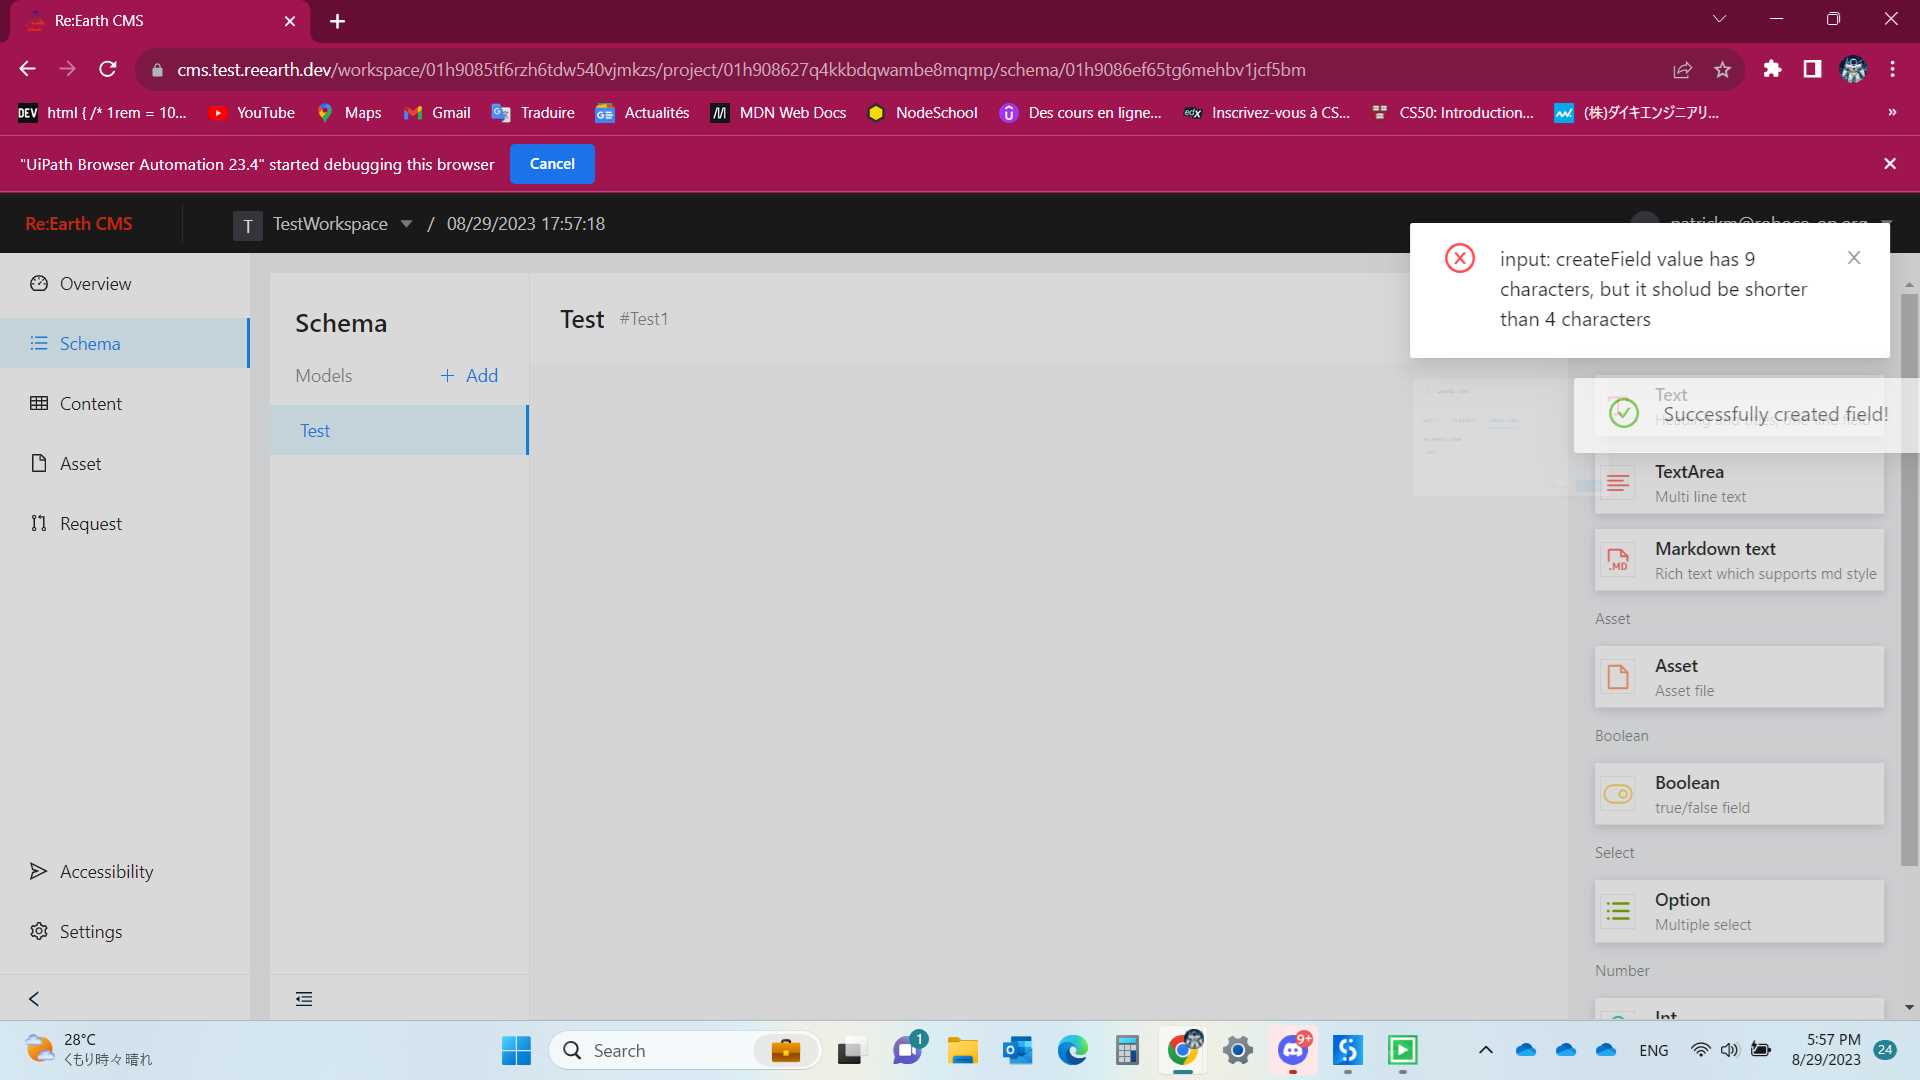 Re:Earth CMS
cms.test.reearth.dev/workspace/01h9085tf6rzh6tdw540vjmkzs/project/01h908627q4kkbdqwambe8mqmp/schema/01h9086ef65tg6mehbv1jcf5bm
DEV html { /* 1rem = 10... YouTube Maps Gmail Traduire Actualités MDN Web Docs NodeSchool Des cours en ligne... edx Inscrivez-vous à CS... CS50: Introduction... (株)ダイキエンジニアリ... »
"UiPath Browser Automation 23.4" started debugging this browser Cancel
Re:Earth CMS T TestWorkspace / 08/29/2023 17:57:18
Overview
Schema
Content
Asset
Request
Accessibility
Settings
Schema
Models + Add
Test
Test #Test1
input: createField value has 9
characters, but it sholud be shorter
than 4 characters
Text
Successfully created field!
TextArea
Multi line text
Markdown text
Rich text which supports md style
Asset
Asset
Asset file
Boolean
Boolean
true/false field
Select
Option
Multiple select
Number
Int
28°C
くもり時々晴れ
Search
1
9+
ENG
5:57 PM
8/29/2023
24